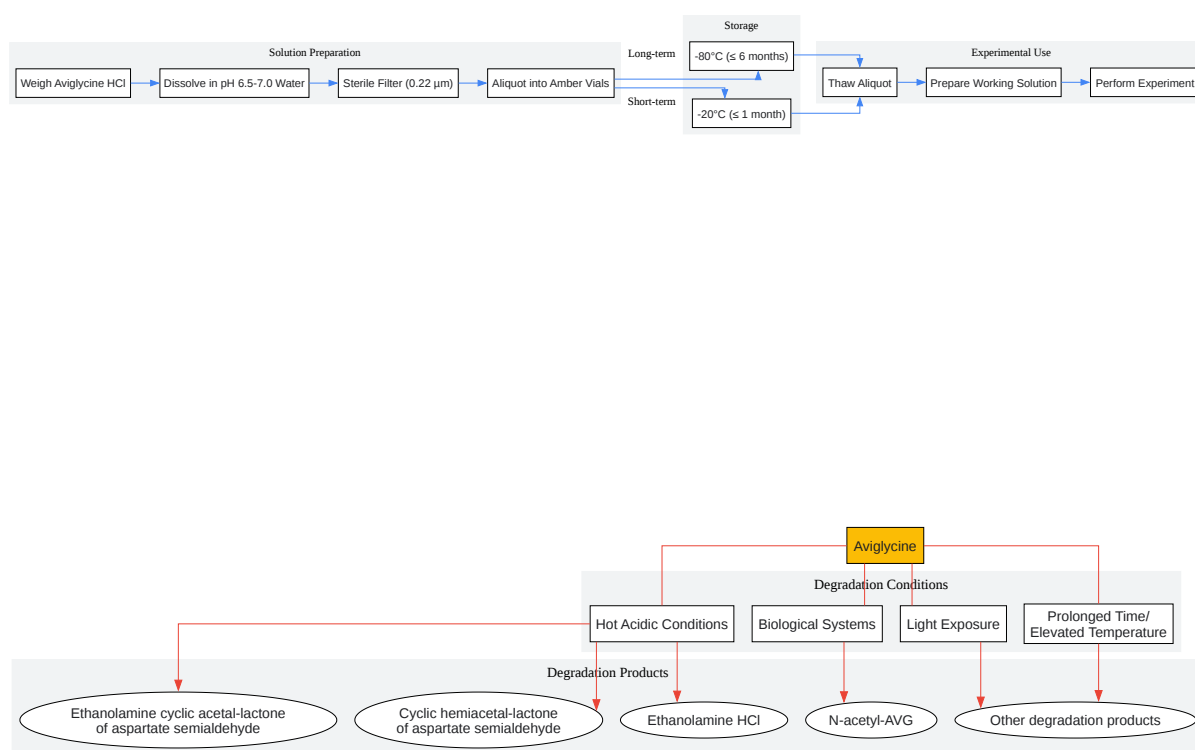 Storage
Solution Preparation
Long-term
Experimental Use
-80°C (≤ 6 months)
Weigh Aviglycine HCl
Dissolve in pH 6.5-7.0 Water
Sterile Filter (0.22 µm)
Aliquot into Amber Vials
Thaw Aliquot
Prepare Working Solution
Perform Experiment
Short-term
-20°C (≤ 1 month)
Aviglycine
Degradation Conditions
Hot Acidic Conditions
Biological Systems
Light Exposure
Prolonged Time/
Elevated Temperature
Degradation Products
Ethanolamine cyclic acetal-lactone
of aspartate semialdehyde
Cyclic hemiacetal-lactone
of aspartate semialdehyde
Ethanolamine HCl
N-acetyl-AVG
Other degradation products